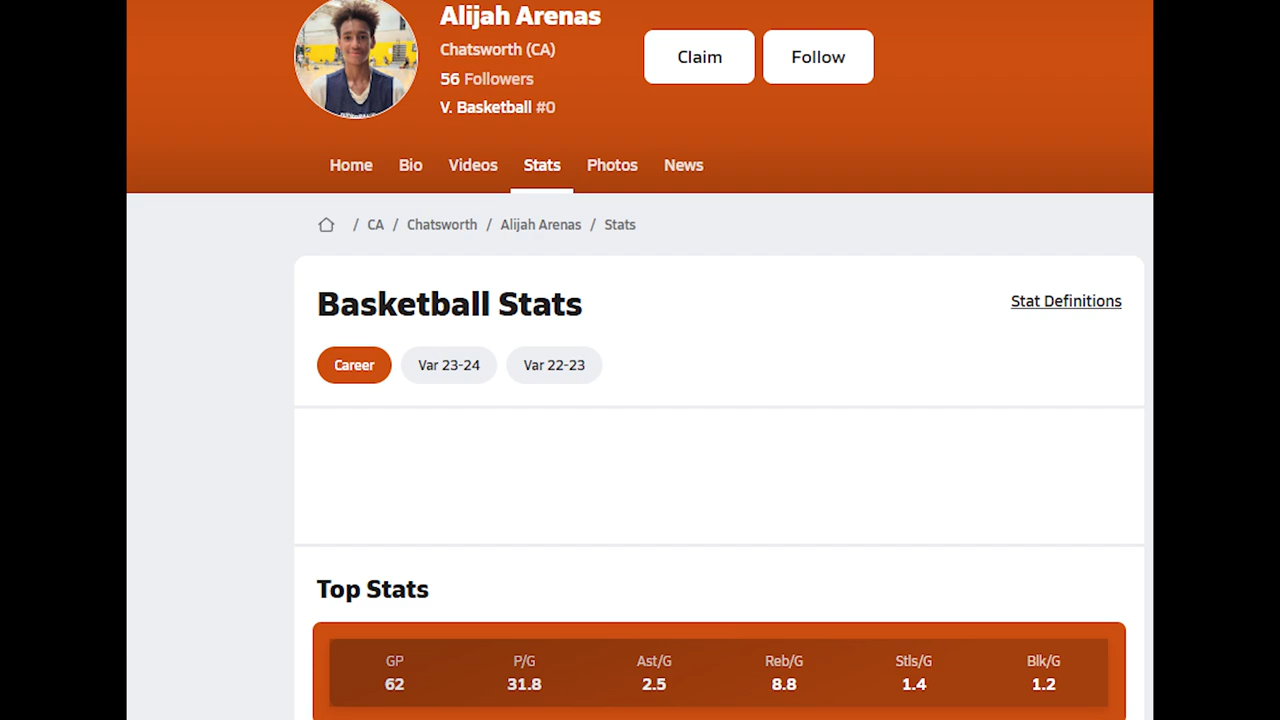 Alijah Arenas
Chatsworth (CA)
56 Followers
V. Basketball #0
Claim
Follow
Home Bio Videos Stats Photos News
/ CA / Chatsworth / Alijah Arenas / Stats
Basketball Stats
Stat Definitions
Career Var 23-24 Var 22-23
Top Stats
GP P/G Ast/G Reb/G Stls/G Blk/G
62 31.8 2.5 8.8 1.4 1.2